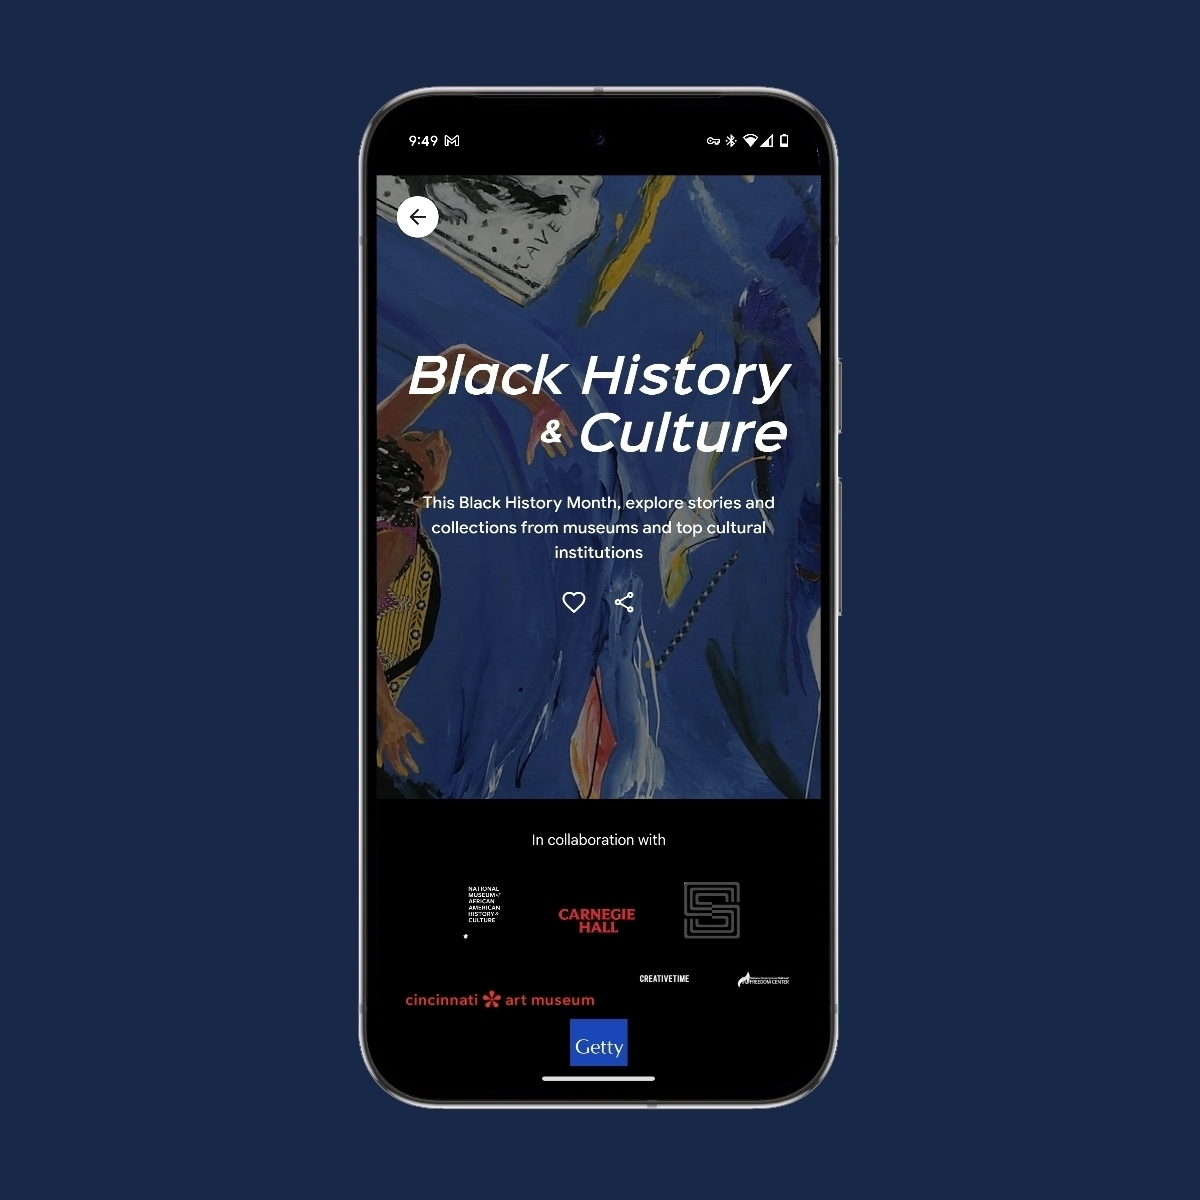 9:49
CAVE
Black History
& Culture
This Black History Month, explore stories and
collections from museums and top cultural
institutions
In collaboration with
NATIONAL
MUSEUM of
AFRICAN
AMERICAN
HISTORY &
CULTURE
CARNEGIE
HALL
CREATIVETIME
FREEDOM CENTER
cincinnati art museum
Getty